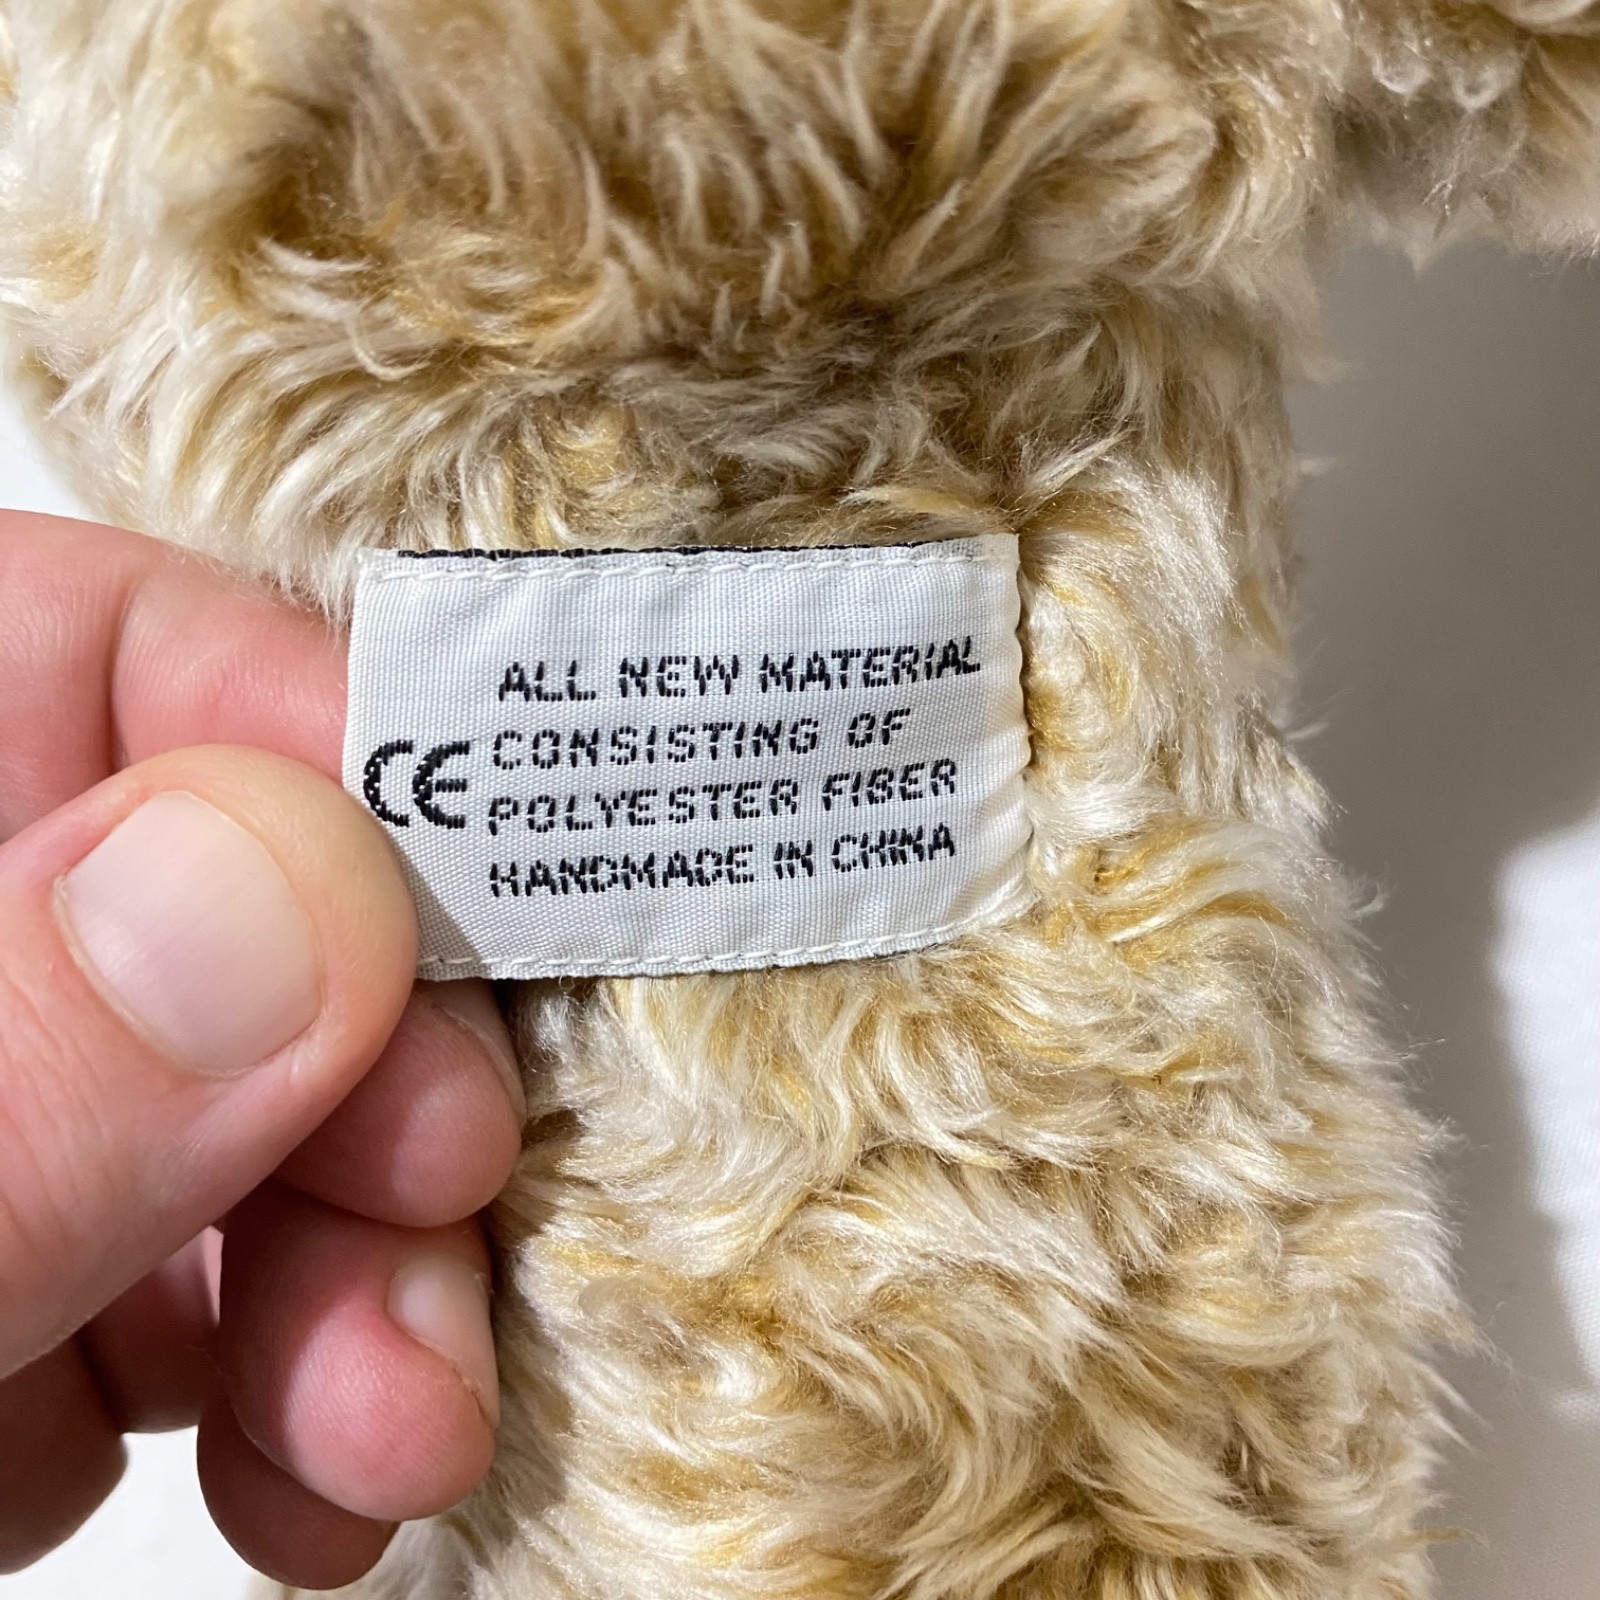 ALL NEW MATERIAL
CONSISTING OF
CE POLYESTER FIBER
HANDMADE IN CHINA